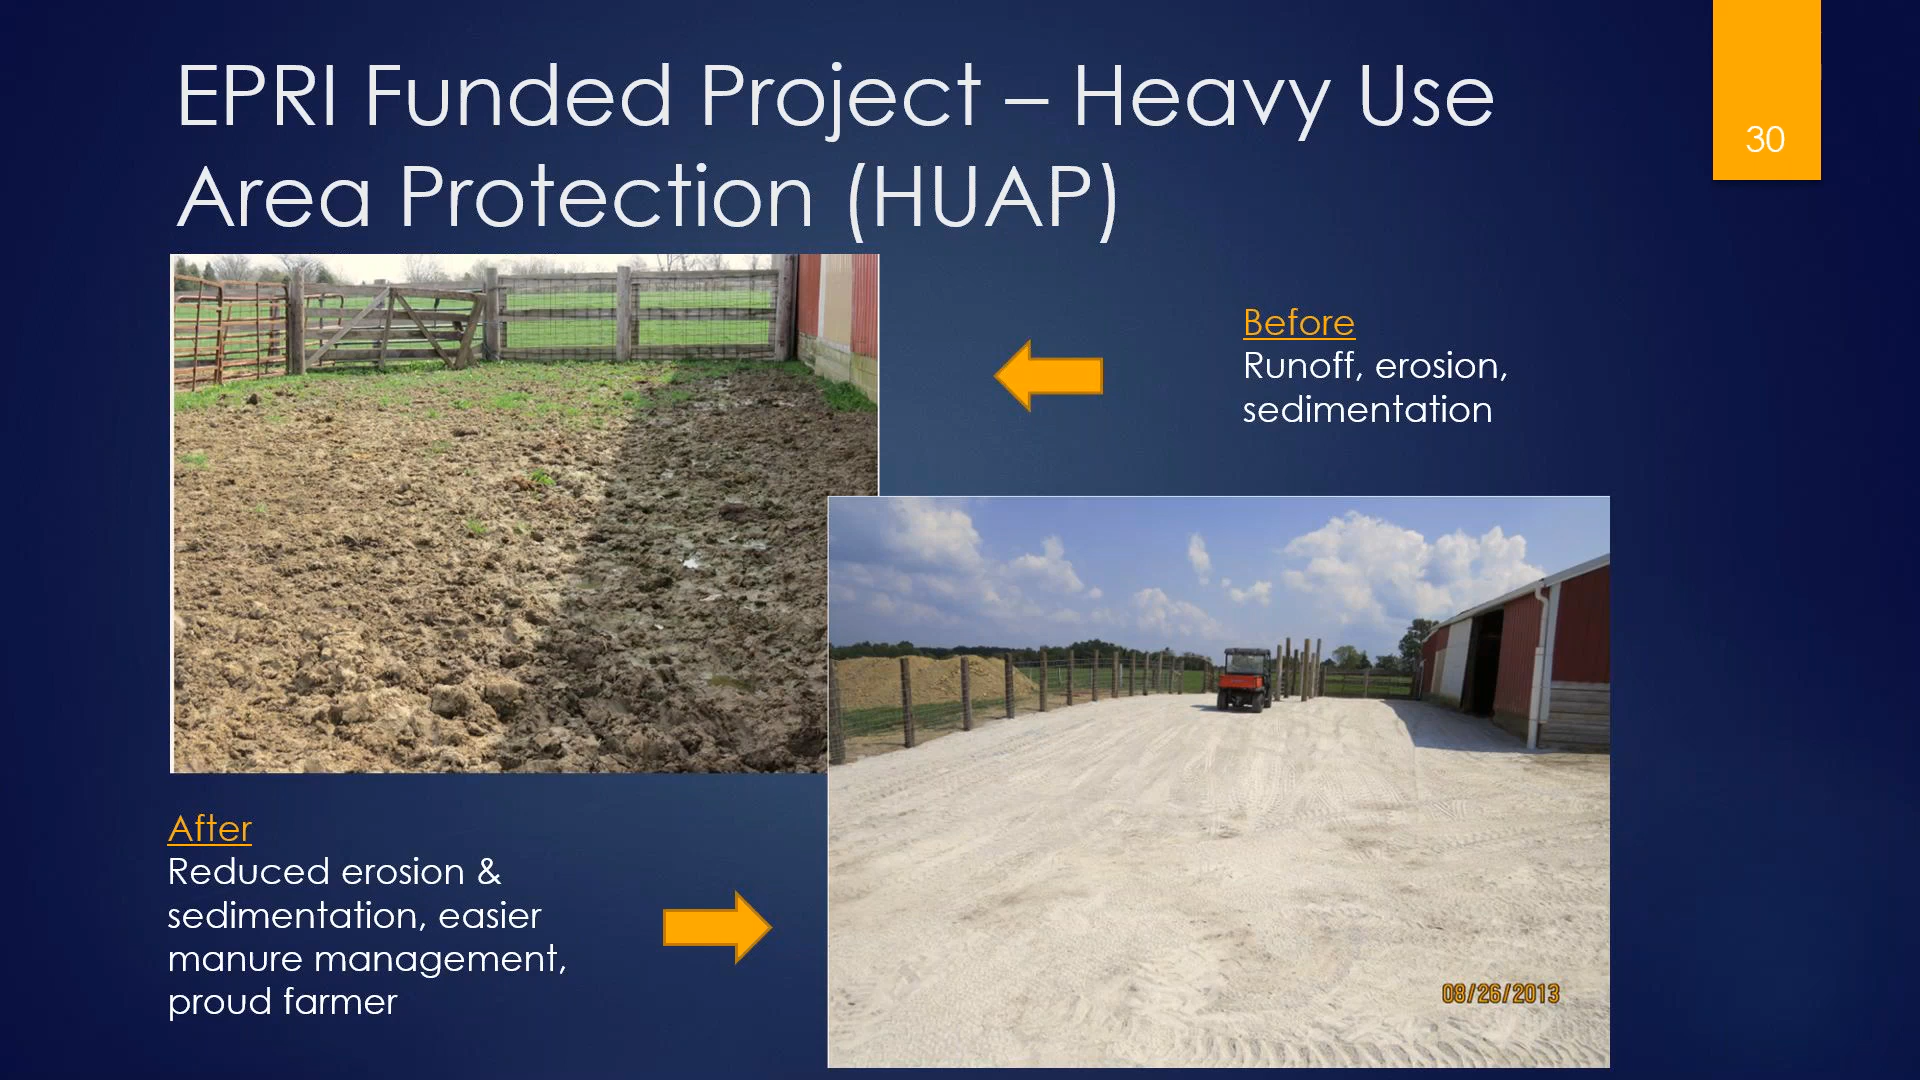 EPRI Funded Project – Heavy Use
Area Protection (HUAP)
30
Before
Runoff, erosion,
sedimentation
After
Reduced erosion &
sedimentation, easier
manure management,
proud farmer
08/26/2013